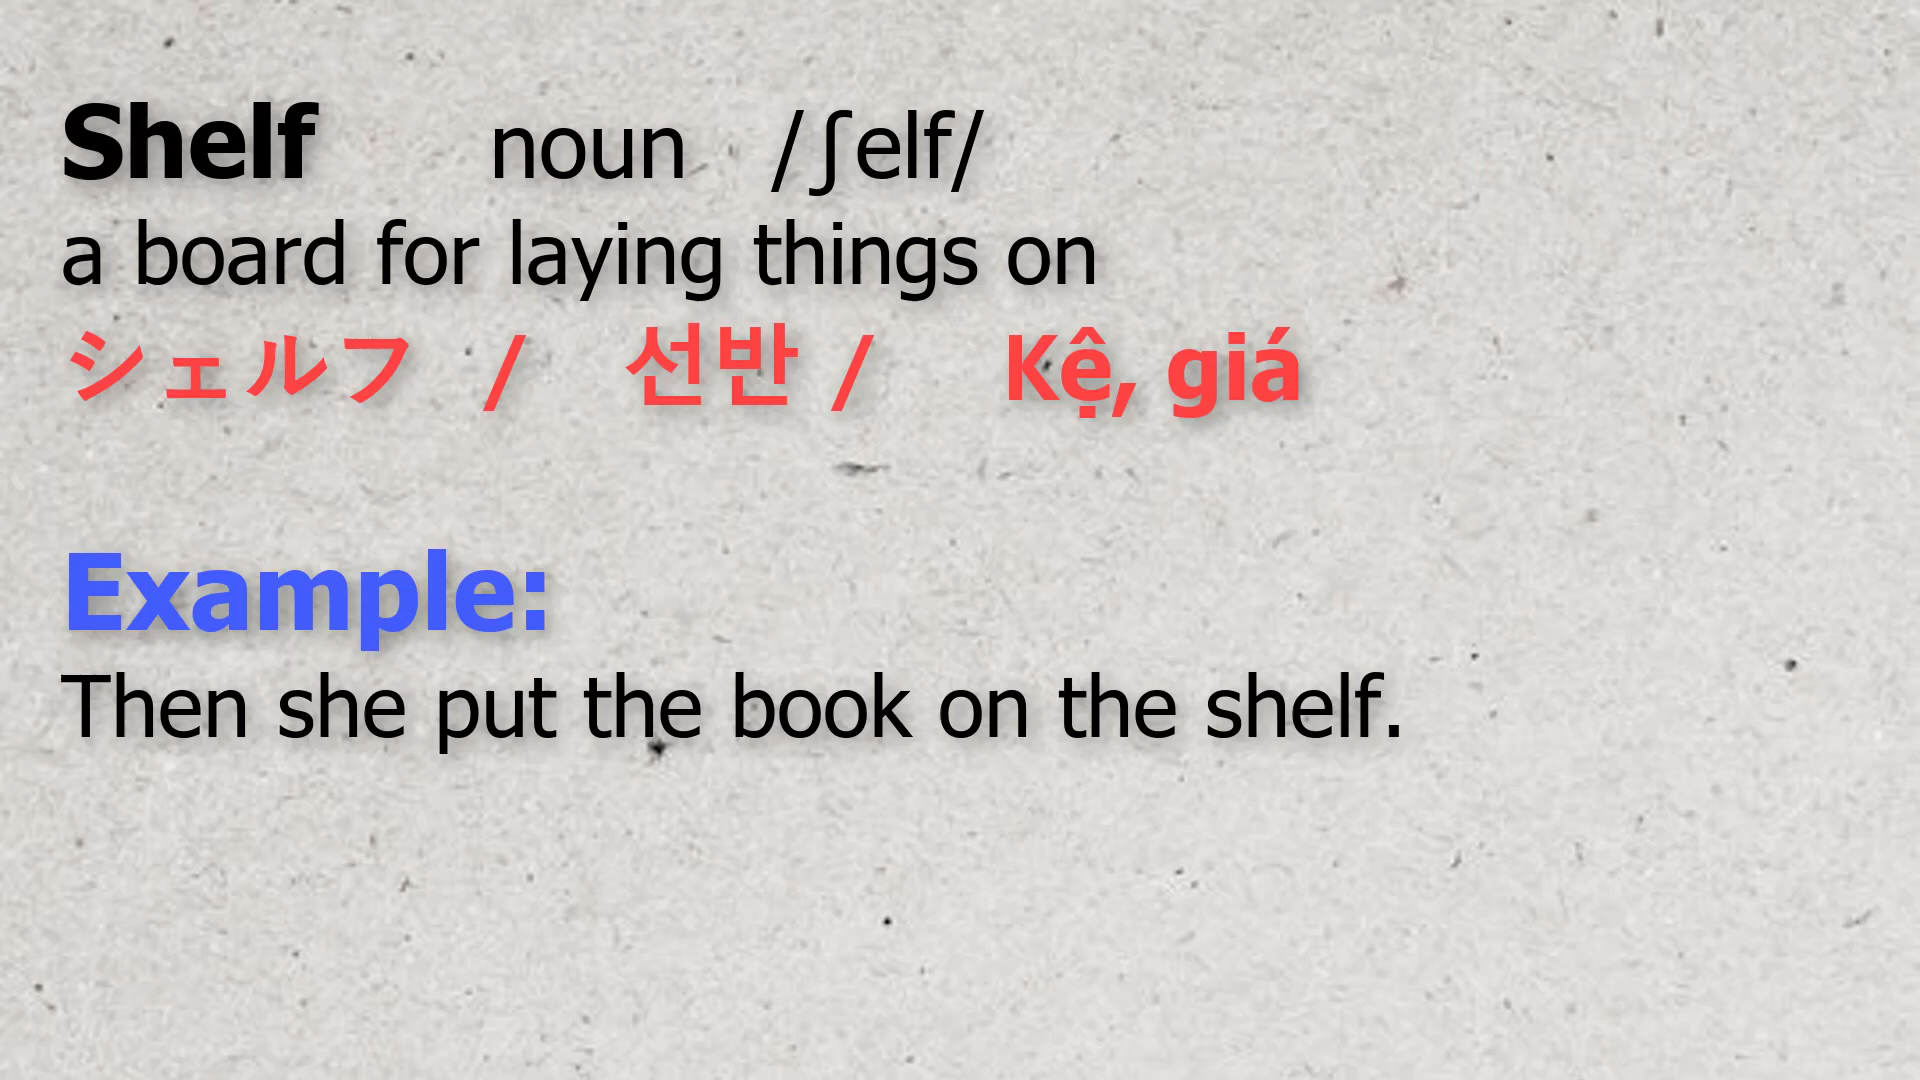 Shelf noun /ʃelf/
a board for laying things on
シェルフ / 선반 / Kệ, giá
Example:
Then she put the book on the shelf.